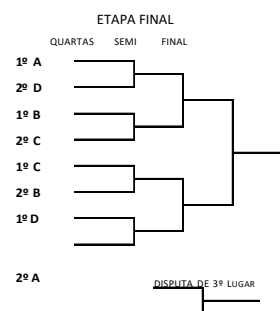 ETAPA FINAL
QUARTAS SEMI FINAL
1º A
2º D
1º B
2º C
1º C
2º B
1º D
2º A
DISPUTA DE 3º LUGAR